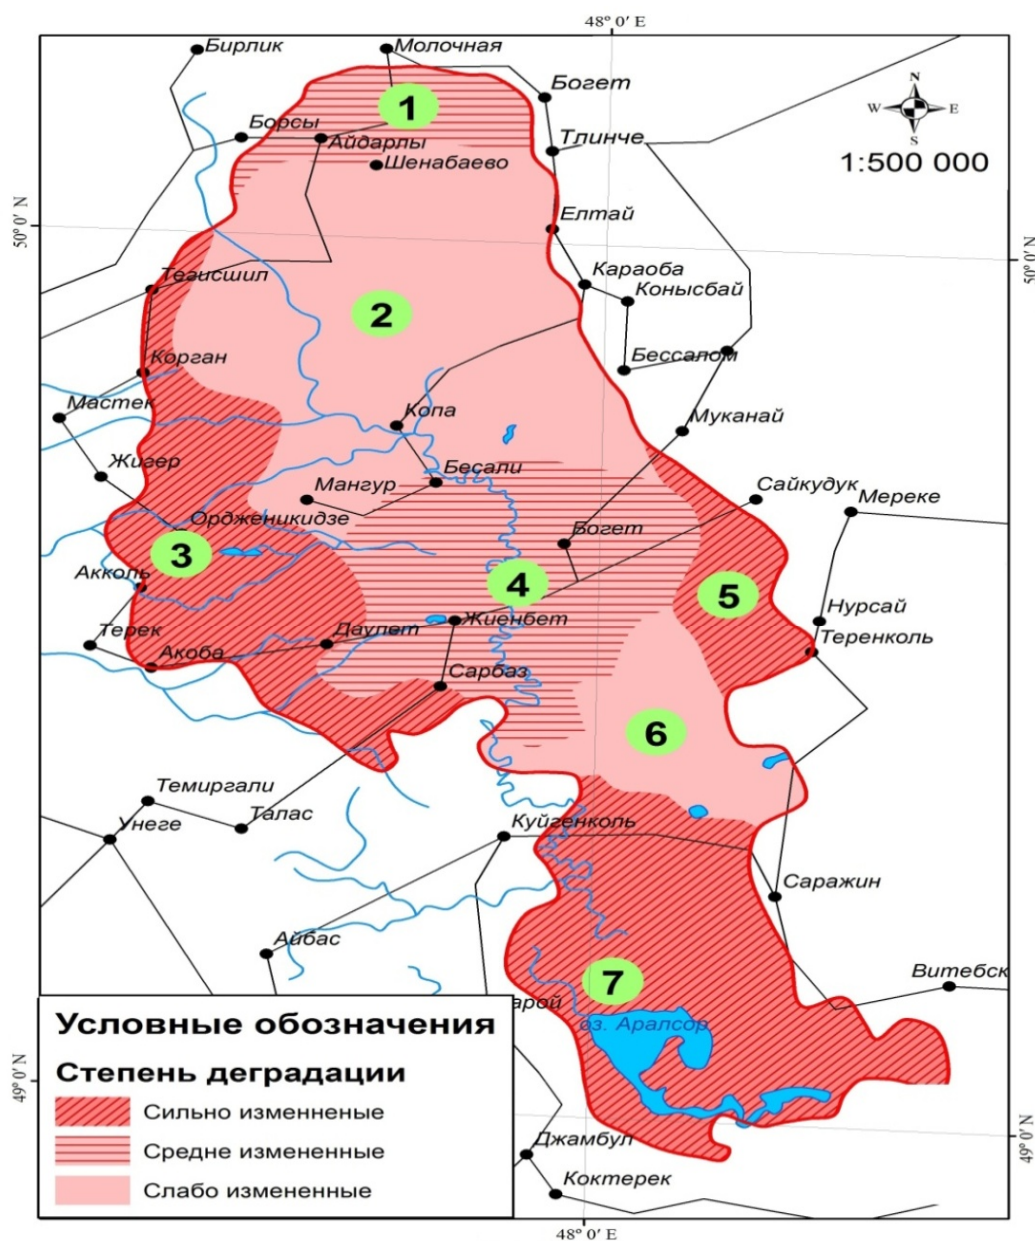 48° 0' E
Бирлик
Молочная
Богет
N
W E
S
1:500 000
1
Борсы
Айдарлы
Тлинче
Шенабаево
50° 0' N
Елтай
50° 0' N
Караоба
Тегисшил
Конысбай
2
Корган
Бессалом
Мастек
Копа
Муканай
Жигер
Бесали
Мангур
Сайкудук
Мереке
Ордженикидзе
Богет
3
Акколь
4
5
Нурсай
Жиенбет
Терек
Даулет
Теренколь
Акоба
Сарбаз
6
Темиргали
Талас
Унеге
Куйгенколь
Саражин
Айбас
Витебск
7
арой
оз. Аралсор
Условные обозначения
Степень деградации
Сильно измнненые
Средне измененные
Слабо измененные
49° 0' N
49° 0' N
Джамбул
Коктерек
48° 0' E